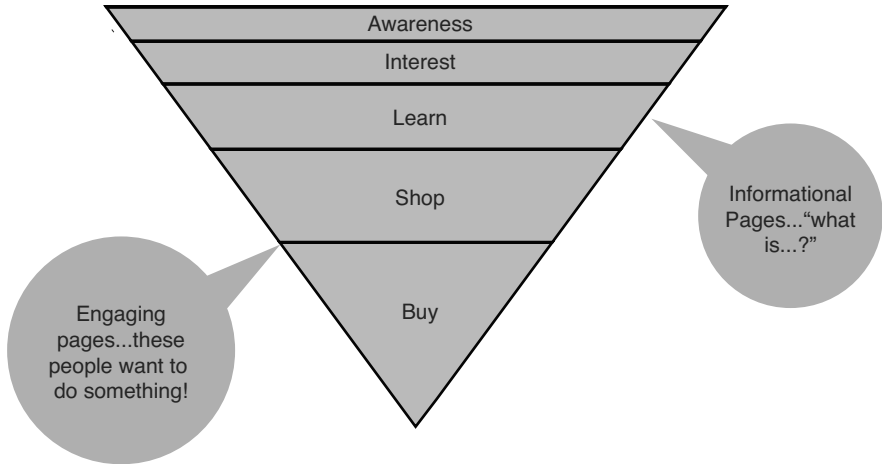 Awareness
Interest
Learn
Shop
Buy
Informational
Pages...“what
is...?”
Engaging
pages...these
people want to
do something!